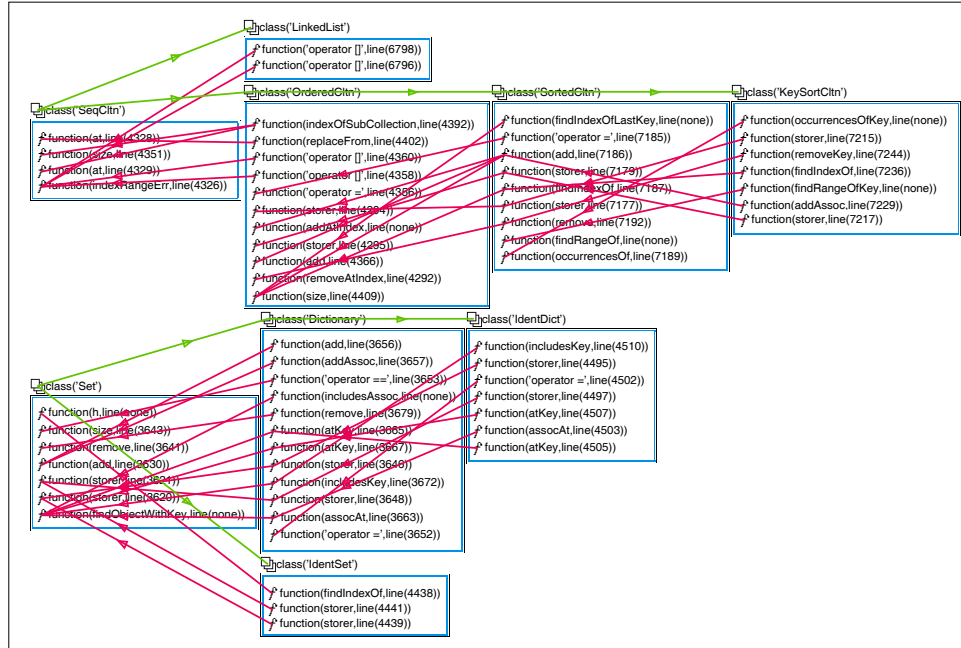 class('LinkedList')
function('operator []',line(6798))
function('operator []',line(6796))
class('SeqCltn')
function(at,line(4328))
function(size,line(4351))
function(at,line(4329))
function(indexRangeErr,line(4326))
class('OrderedCltn')
function(indexOfSubCollection,line(4392))
function(replaceFrom,line(4402))
function('operator []',line(4360))
function('operator []',line(4358))
function('operator =',line(4356))
function(storer,line(4294))
function(addAtIndex,line(none))
function(storer,line(4295))
function(add,line(4366))
function(removeAtIndex,line(4292))
function(size,line(4409))
class('SortedCltn')
function(findIndexOfLastKey,line(none))
function('operator =',line(7185))
function(add,line(7186))
function(storer,line(7179))
function(findIndexOf,line(7187))
function(storer,line(7177))
function(remove,line(7192))
function(findRangeOf,line(none))
function(occurrencesOf,line(7189))
class('KeySortCltn')
function(occurrencesOfKey,line(none))
function(storer,line(7215))
function(removeKey,line(7244))
function(findIndexOf,line(7236))
function(findRangeOfKey,line(none))
function(addAssoc,line(7229))
function(storer,line(7217))
class('Set')
function(h,line(none))
function(size,line(3643))
function(remove,line(3641))
function(add,line(3630))
function(storer,line(3621))
function(storer,line(3620))
function(findObjectWithKey,line(none))
class('Dictionary')
function(add,line(3656))
function(addAssoc,line(3657))
function('operator ==',line(3653))
function(includesAssoc,line(none))
function(remove,line(3679))
function(atKey,line(3665))
function(atKey,line(3667))
function(storer,line(3646))
function(includesKey,line(3672))
function(storer,line(3648))
function(assocAt,line(3663))
function('operator =',line(3652))
class('IdentDict')
function(includesKey,line(4510))
function(storer,line(4495))
function('operator =',line(4502))
function(storer,line(4497))
function(atKey,line(4507))
function(assocAt,line(4503))
function(atKey,line(4505))
class('IdentSet')
function(findIndexOf,line(4438))
function(storer,line(4441))
function(storer,line(4439))